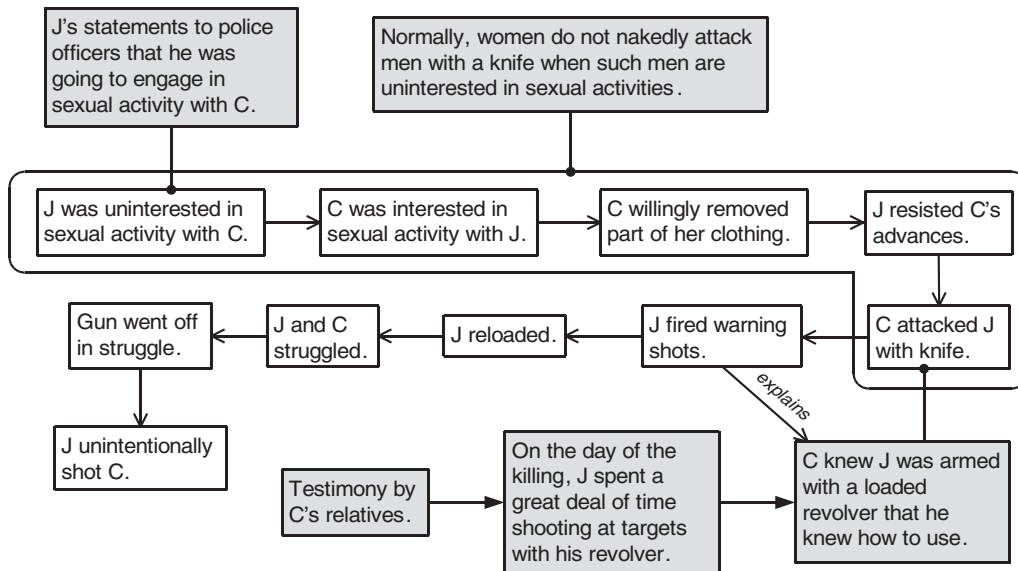 J's statements to police
officers that he was
going to engage in
sexual activity with C.
Normally, women do not nakedly attack
men with a knife when such men are
uninterested in sexual activities.
J was uninterested in
sexual activity with C.
C was interested in
sexual activity with J.
C willingly removed
part of her clothing.
J resisted C's
advances.
Gun went off
in struggle.
J and C
struggled.
J reloaded.
J fired warning
shots.
C attacked J
with knife.
explains
J unintentionally
shot C.
Testimony by
C's relatives.
On the day of the
killing, J spent a
great deal of time
shooting at targets
with his revolver.
C knew J was armed
with a loaded
revolver that he
knew how to use.